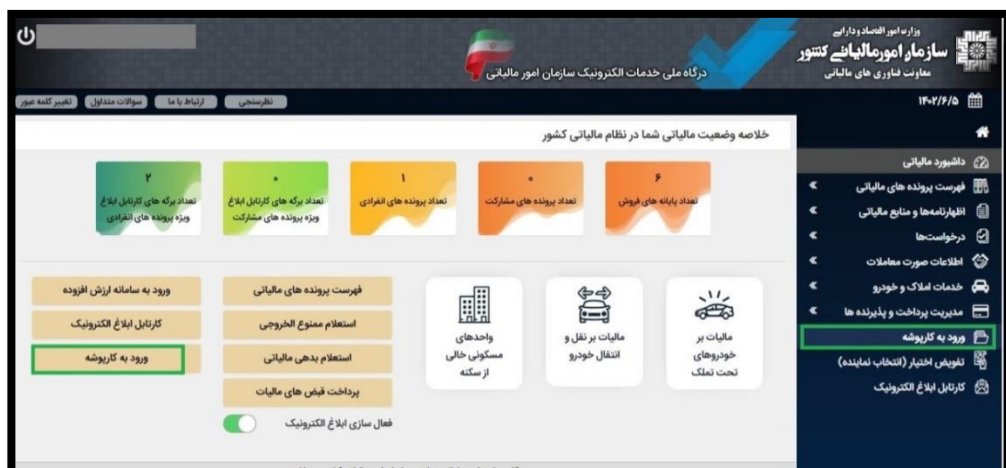 وزارت امور اقتصاد و دارایی
سازمان امور مالیاتی کشور
معاونت فناوری های مالیاتی
درگاه ملی خدمات الکترونیک سازمان امور مالیاتی
۱۴۰۲/۶/۵
نظرسنجی
ارتباط با ما
سوالات متداول
تغییر کلمه عبور
داشبورد مالیاتی
فهرست پرونده های مالیاتی
اظهارنامه‌ها و منابع مالیاتی
درخواست‌ها
اطلاعات صورت معاملات
خدمات املاک و خودرو
مدیریت پرداخت و پذیرنده ها
ورود به کارپوشه
تفویض اختیار (انتخاب نماینده)
کارتابل ابلاغ الکترونیک
خلاصه وضعیت مالیاتی شما در نظام مالیاتی کشور
۶
تعداد پایانه های فروش
۰
تعداد پرونده های مشارکت
۱
تعداد پرونده های انفرادی
۰
تعداد برگه های کارتابل ابلاغ
ویژه پرونده های مشارکت
۲
تعداد برگه های کارتابل ابلاغ
ویژه پرونده های انفرادی
مالیات بر
خودروهای
تحت تملک
مالیات بر نقل و
انتقال خودرو
واحدهای
مسکونی خالی
از سکنه
فهرست پرونده های مالیاتی
استعلام ممنوع الخروجی
استعلام بدهی مالیاتی
پرداخت قبض های مالیات
فعال سازی ابلاغ الکترونیک
ورود به سامانه ارزش افزوده
کارتابل ابلاغ الکترونیک
ورود به کارپوشه